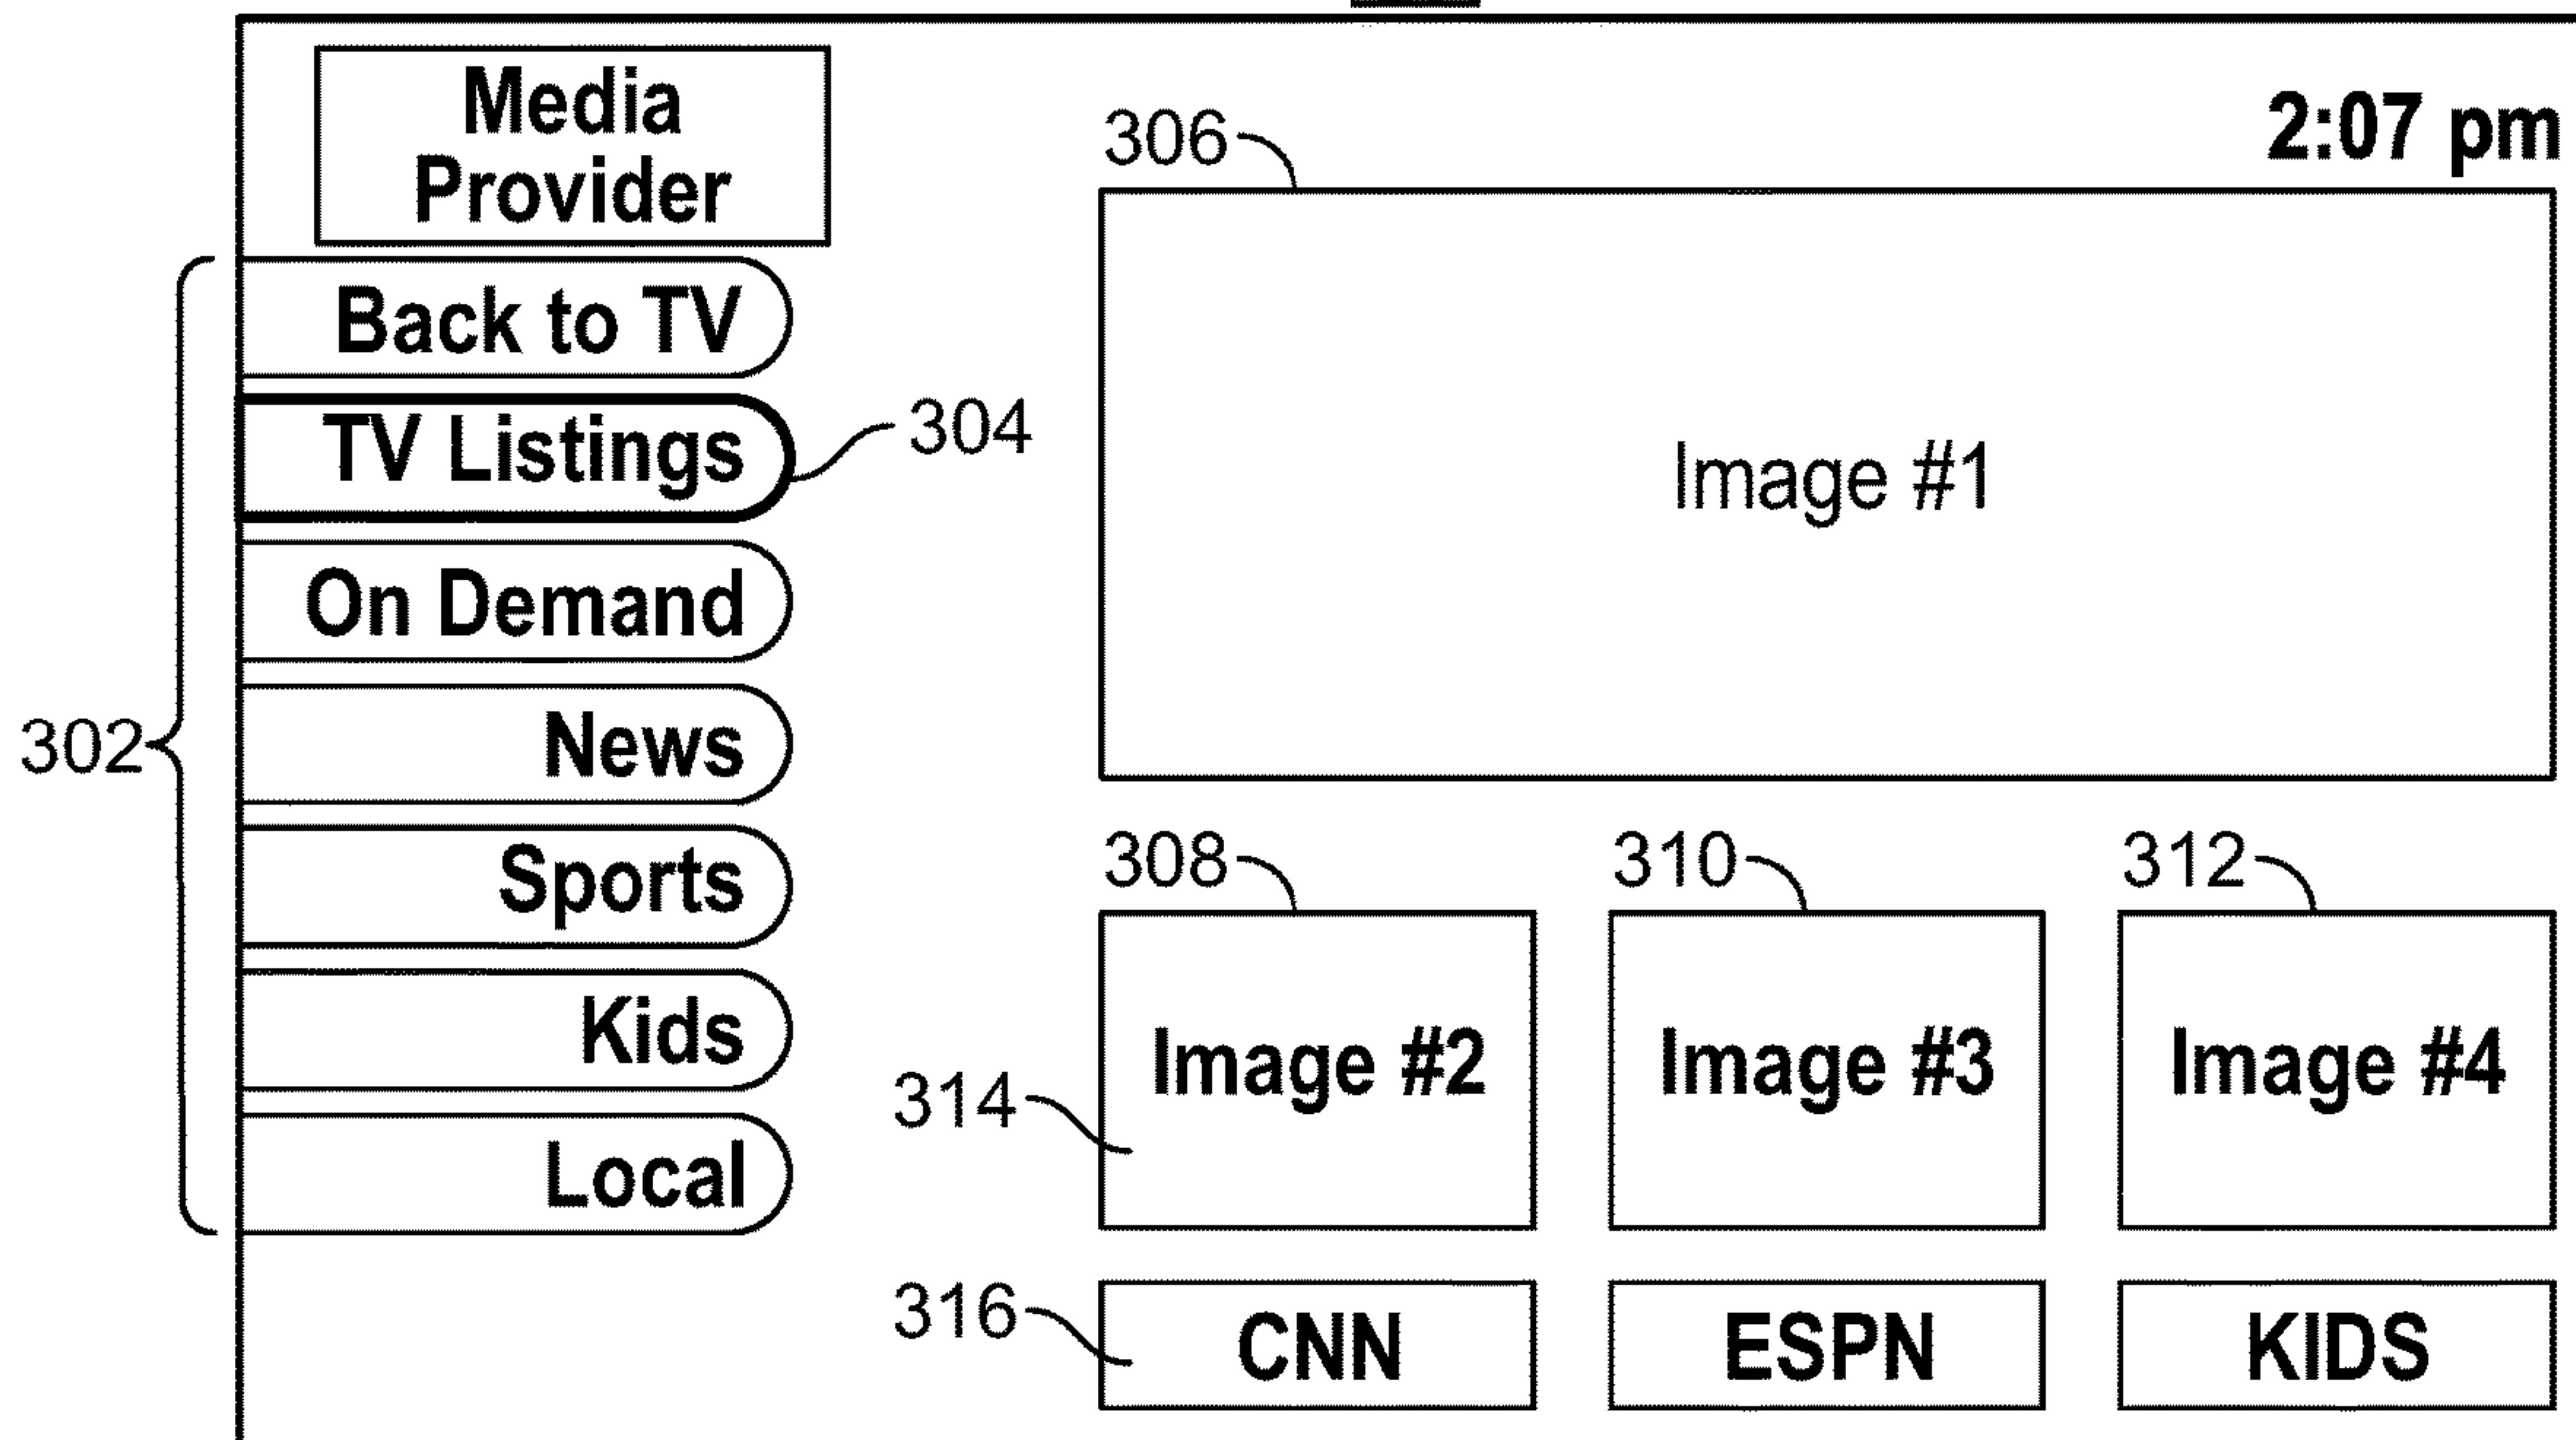 Media
Provider
2:07 pm
306
Back to TV
TV Listings
304
Image #1
On Demand
News
302
Sports
Kids
Local
308
310
312
Image #2
Image #3
Image #4
314
316
CNN
ESPN
KIDS